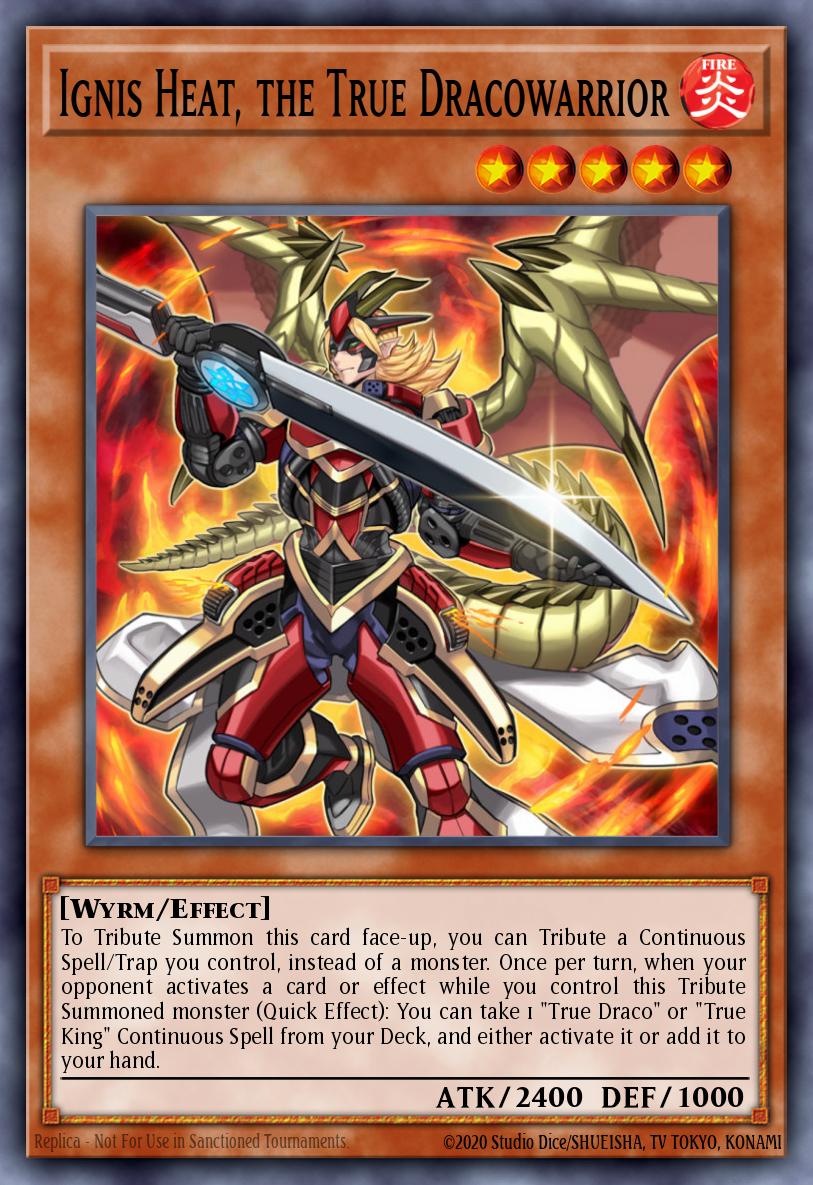 Ignis Heat, the True Dracowarrior
FIRE
炎
[Wyrm/Effect]
To Tribute Summon this card face-up, you can Tribute a Continuous
Spell/Trap you control, instead of a monster. Once per turn, when your
opponent activates a card or effect while you control this Tribute
Summoned monster (Quick Effect): You can take 1 "True Draco" or "True
King" Continuous Spell from your Deck, and either activate it or add it to
your hand.
ATK/2400 DEF/1000
Replica - Not For Use in Sanctioned Tournaments.
©2020 Studio Dice/SHUEISHA, TV TOKYO, KONAMI